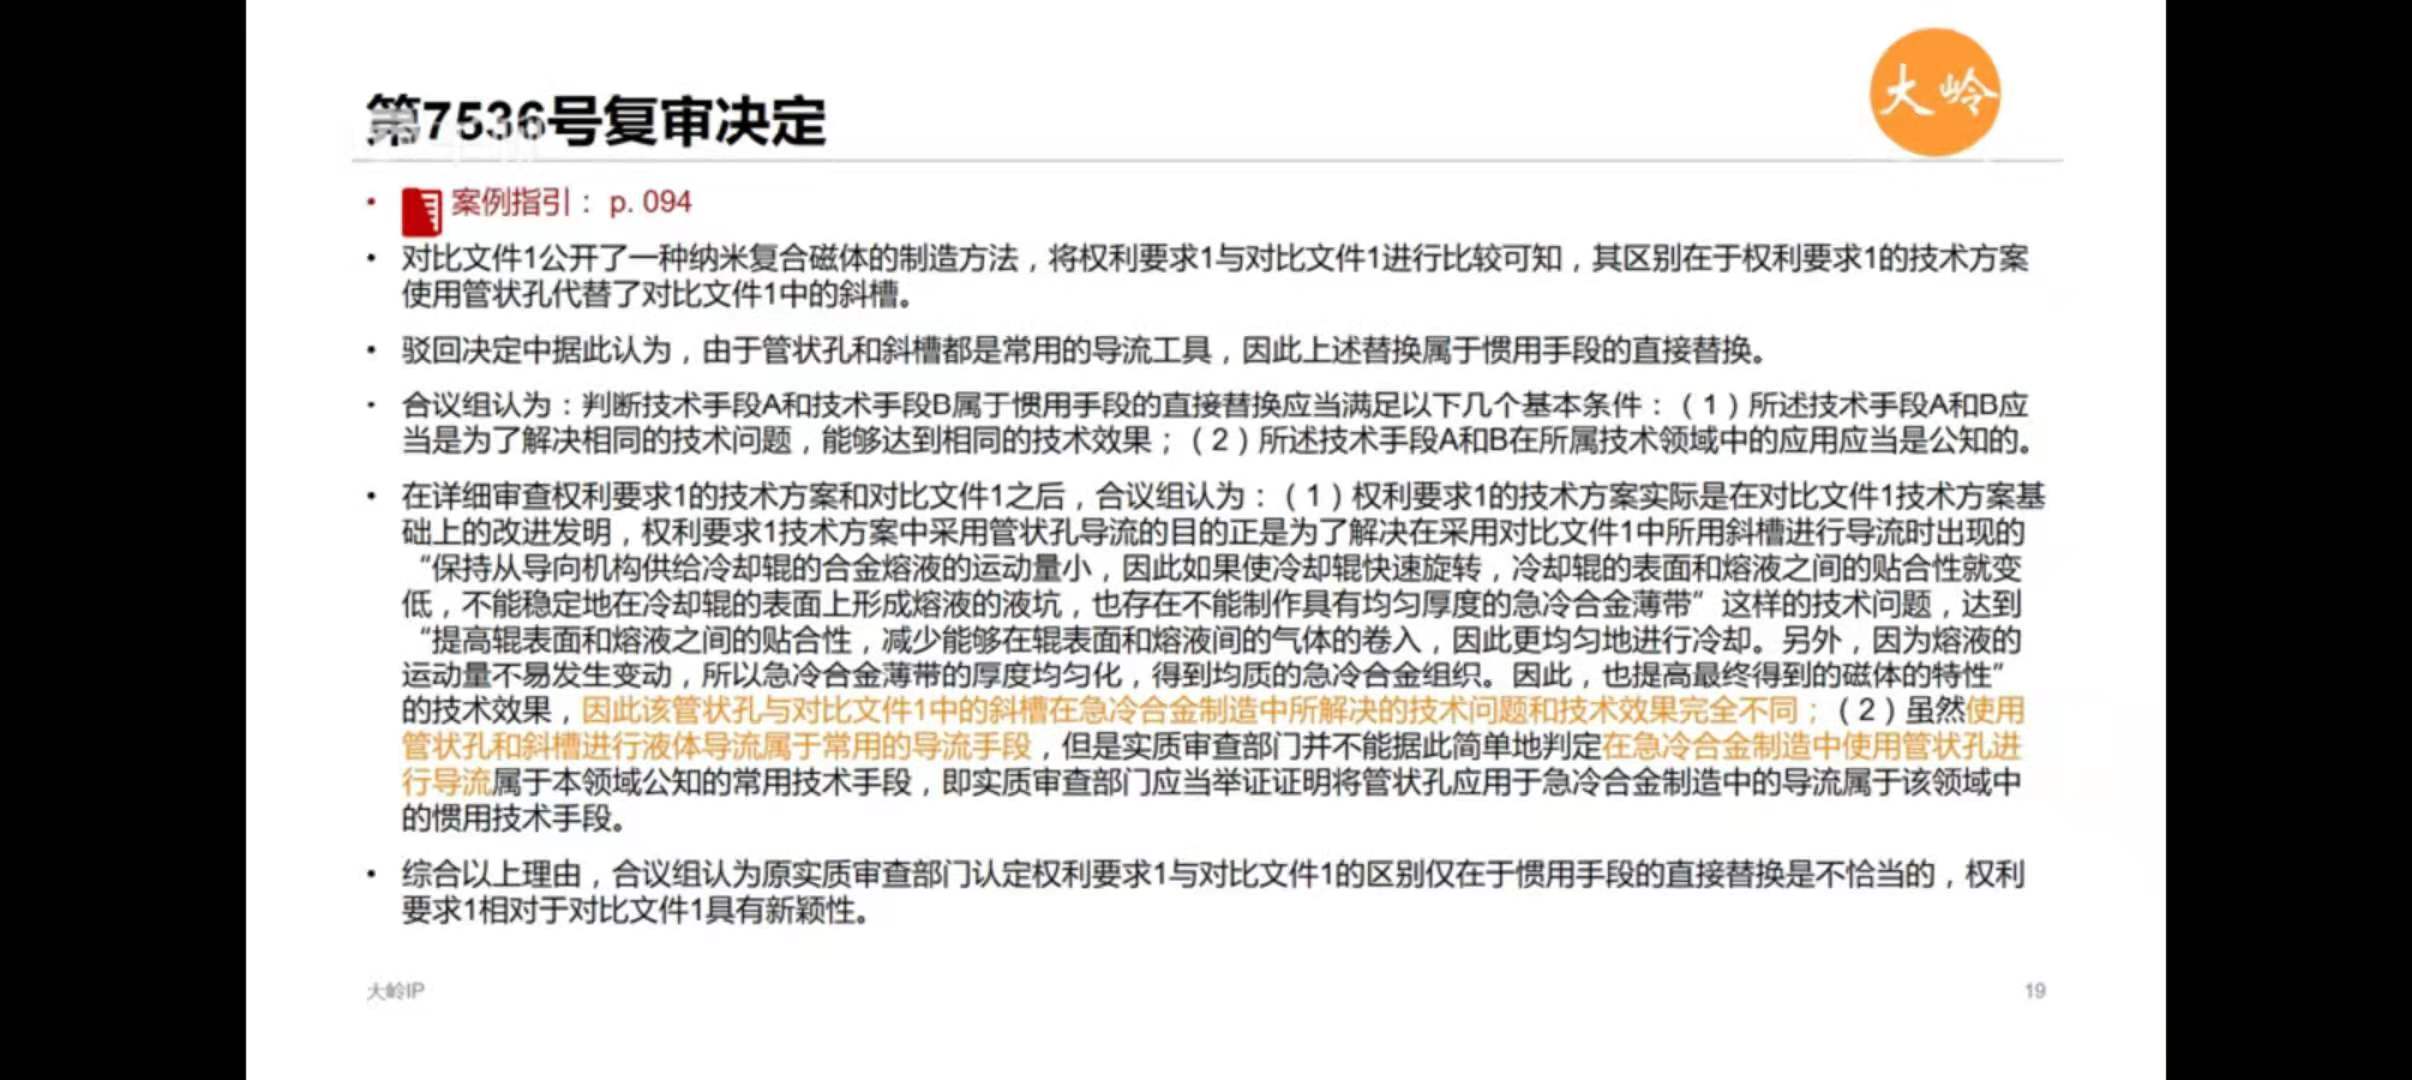 大岭
第7536号复审决定
• 案例指引： p. 094
• 对比文件1公开了一种纳米复合磁体的制造方法，将权利要求1与对比文件1进行比较可知，其区别在于权利要求1的技术方案
使用管状孔代替了对比文件1中的斜槽。
• 驳回决定中据此认为，由于管状孔和斜槽都是常用的导流工具，因此上述替换属于惯用手段的直接替换。
• 合议组认为：判断技术手段A和技术手段B属于惯用手段的直接替换应当满足以下几个基本条件：（1）所述技术手段A和B应
当是为了解决相同的技术问题，能够达到相同的技术效果；（2）所述技术手段A和B在所属技术领域中的应用应当是公知的。
• 在详细审查权利要求1的技术方案和对比文件1之后，合议组认为：（1）权利要求1的技术方案实际是在对比文件1技术方案基
础上的改进发明，权利要求1技术方案中采用管状孔导流的目的正是为了解决在采用对比文件1中所用斜槽进行导流时出现的
“保持从导向机构供给冷却辊的合金熔液的运动量小，因此如果使冷却辊快速旋转，冷却辊的表面和熔液之间的贴合性就变
低，不能稳定地在冷却辊的表面上形成熔液的液坑，也存在不能制作具有均匀厚度的急冷合金薄带”这样的技术问题，达到
“提高辊表面和熔液之间的贴合性，减少能够在辊表面和熔液间的气体的卷入，因此更均匀地进行冷却。另外，因为熔液的
运动量不易发生变动，所以急冷合金薄带的厚度均匀化，得到均质的急冷合金组织。因此，也提高最终得到的磁体的特性”
的技术效果，因此该管状孔与对比文件1中的斜槽在急冷合金制造中所解决的技术问题和技术效果完全不同；（2）虽然使用
管状孔和斜槽进行液体导流属于常用的导流手段，但是实质审查部门并不能据此简单地判定在急冷合金制造中使用管状孔进
行导流属于本领域公知的常用技术手段，即实质审查部门应当举证证明将管状孔应用于急冷合金制造中的导流属于该领域中
的惯用技术手段。
• 综合以上理由，合议组认为原实质审查部门认定权利要求1与对比文件1的区别仅在于惯用手段的直接替换是不恰当的，权利
要求1相对于对比文件1具有新颖性。
大岭IP
19